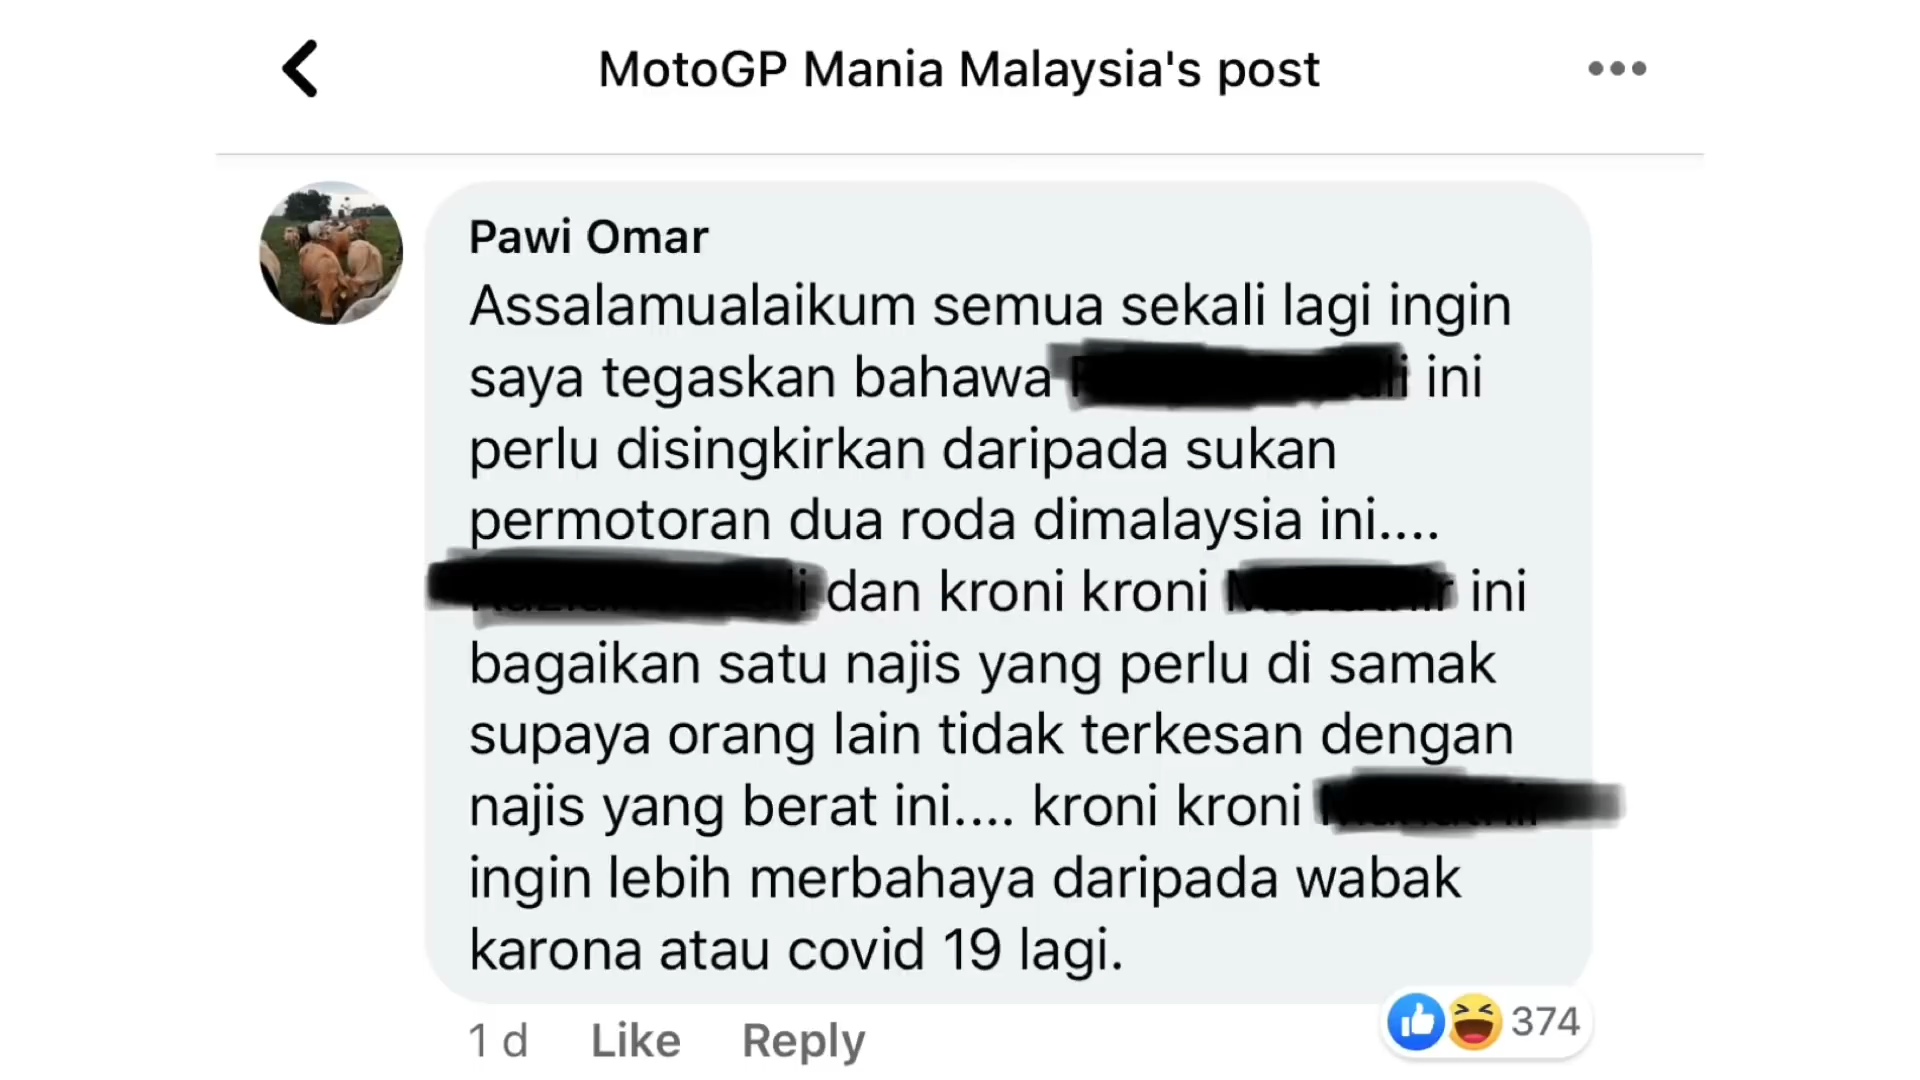 MotoGP Mania Malaysia's post
Pawi Omar
Assalamualaikum semua sekali lagi ingin
saya tegaskan bahawa ini
perlu disingkirkan daripada sukan
permotoran dua roda dimalaysia ini....
dan kroni kroni ini
bagaikan satu najis yang perlu di samak
supaya orang lain tidak terkesan dengan
najis yang berat ini.... kroni kroni
ingin lebih merbahaya daripada wabak
karona atau covid 19 lagi.
1 d Like Reply 374